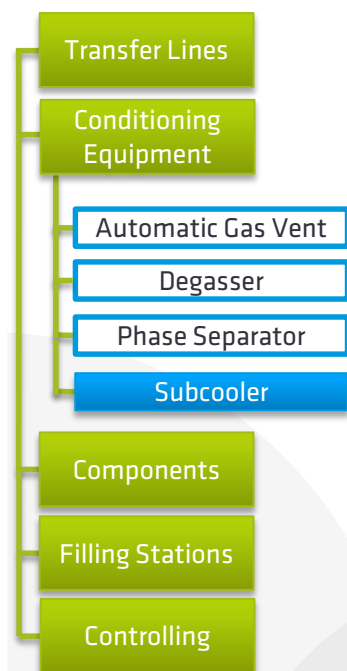 Transfer Lines
Conditioning
Equipment
Automatic Gas Vent
Degasser
Phase Separator
Subcooler
Components
Filling Stations
Controlling